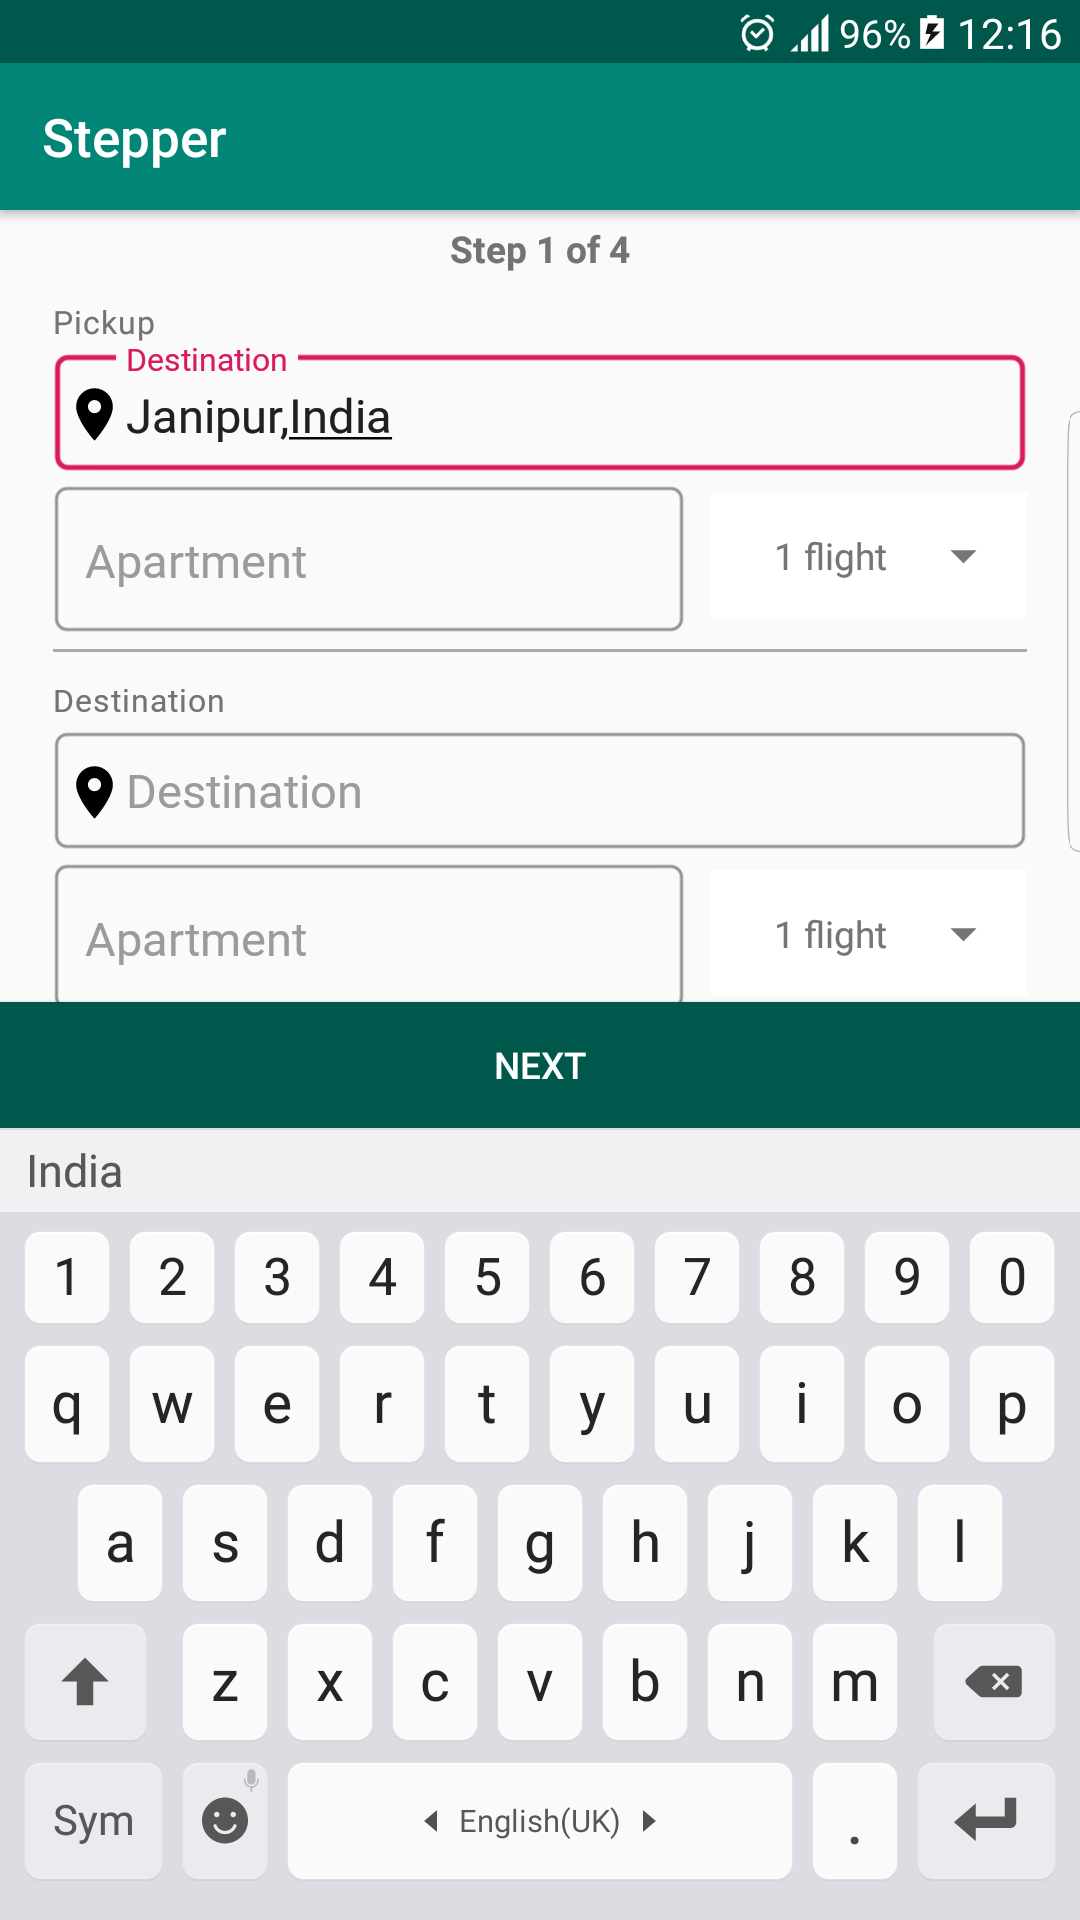 96% 12:16
Stepper
Step 1 of 4
Pickup
Destination
Janipur,India
Apartment 1 flight
Destination
Destination
Apartment 1 flight
NEXT
India
1 2 3 4 5 6 7 8 9 0
q w e r t y u i o p
a s d f g h j k l
z x c v b n m
Sym English(UK) .